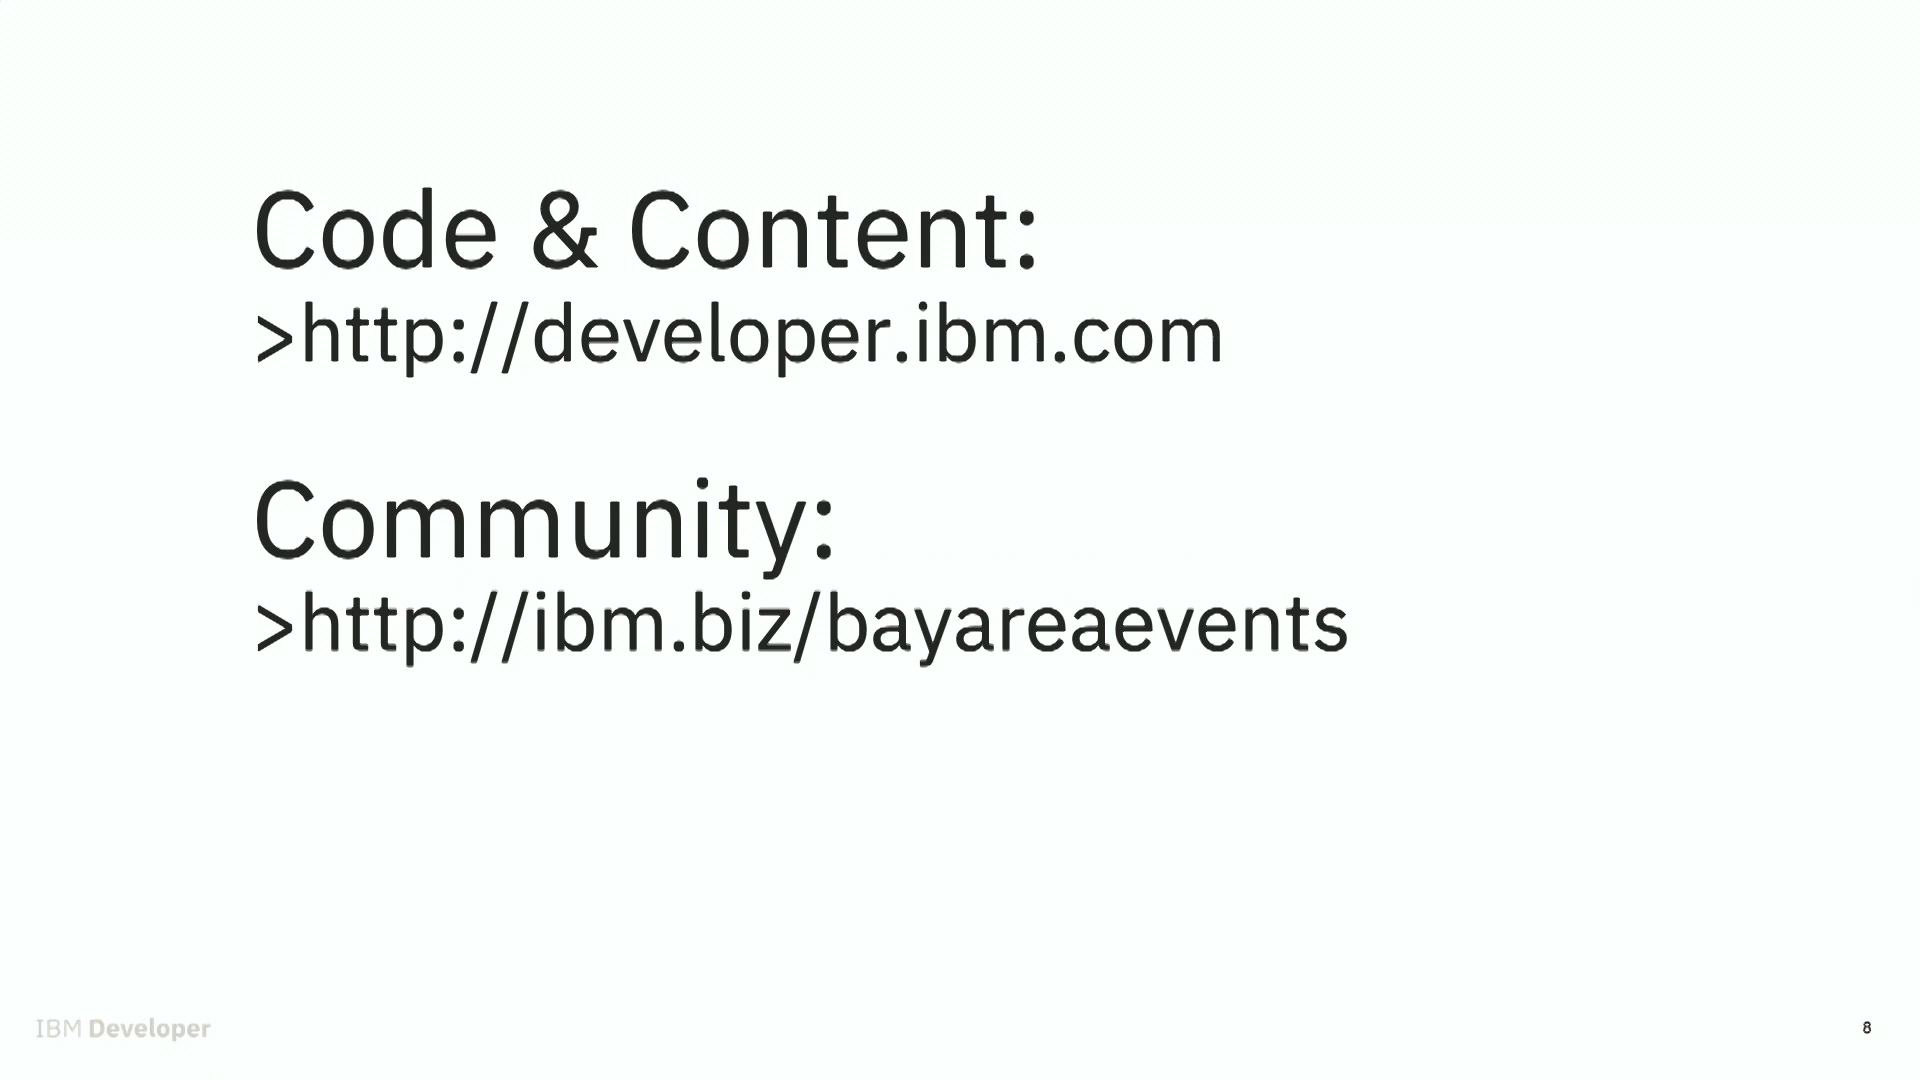 Code & Content:
>http://developer.ibm.com
Community:
>http://ibm.biz/bayareaevents
IBM Developer
8